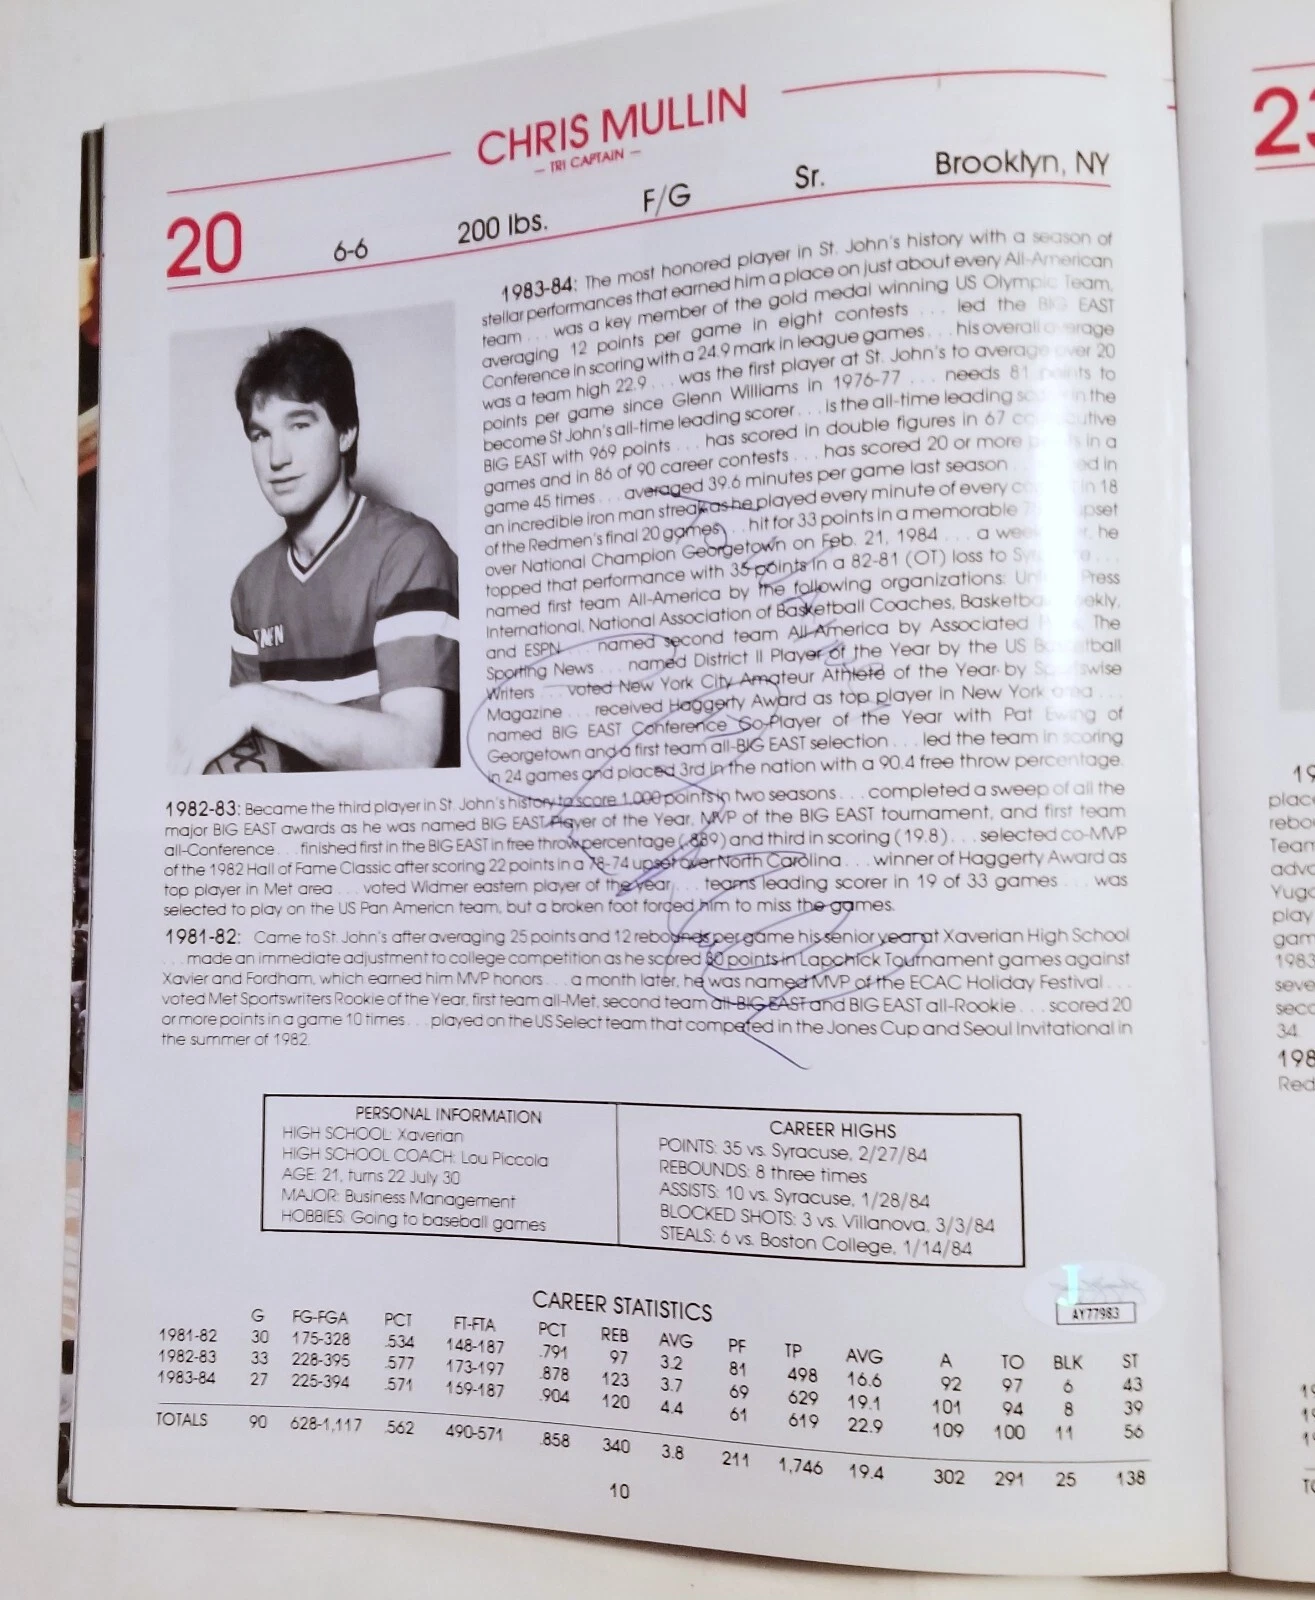 CHRIS MULLIN
— TRI CAPTAIN —
20 6-6 200 lbs. F/G Sr. Brooklyn, NY
1983-84: The most honored player in St. John's history with a season of
stellar performances that earned him a place on just about every All-American
team . . . was a key member of the gold medal winning US Olympic Team,
averaging 12 points per game in eight contests . . . led the BIG EAST
Conference in scoring with a 24.9 mark in league games . . . his overall average
was a team high 22.9 . . . was the first player at St. John's to average over 20
points per game since Glenn Williams in 1976-77 . . . needs 81 points to
become St John's all-time leading scorer . . . is the all-time leading in the
BIG EAST with 969 points . . . has scored in double figures in 67
games and in 86 of 90 career contests . . . has scored 20 or more in a
game 45 times . . . averaged 39.6 minutes per game last season . . . in
an incredible iron man streak as he played every minute of every in 18
of the Redmen's final 20 games . . . hit for 33 points in a memorable upset
over National Champion Georgetown on Feb. 21, 1984 . . . a he
topped that performance with 35 points in a 82-81 (OT) loss to . . .
named first team All-America by the following organizations: Press
International, National Association of Basketball Coaches, Basketball Weekly,
and ESPN . . . named second team All-America by Associated The
Sporting News . . . named District II Player of the Year by the US Basketball
Writers . . . voted New York City Amateur Athlete of the Year by
Magazine . . . received Haggerty Award as top player in New York area . . .
named BIG EAST Conference Co-Player of the Year with Pat Ewing of
Georgetown and a first team all-BIG EAST selection . . . led the team in scoring
in 24 games and placed 3rd in the nation with a 90.4 free throw percentage.
1982-83: Became the third player in St. John's history to score 1,000 points in two seasons . . . completed a sweep of all the
major BIG EAST awards as he was named BIG EAST Player of the Year, MVP of the BIG EAST tournament, and first team
all-Conference . . . finished first in the BIG EAST in free throw percentage (.889) and third in scoring (19.8) . . . selected co-MVP
of the 1982 Hall of Fame Classic after scoring 22 points in a 78-74 upset over North Carolina . . . winner of Haggerty Award as
top player in Met area . . . voted Widmer eastern player of the year . . . teams leading scorer in 19 of 33 games . . . was
selected to play on the US Pan Americn team, but a broken foot forced him to miss the games.
1981-82: Came to St. John's after averaging 25 points and 12 rebounds per game his senior year at Xaverian High School
. . . made an immediate adjustment to college competition as he scored 30 points in Lapchick Tournament games against
Xavier and Fordham, which earned him MVP honors . . . a month later, he was named MVP of the ECAC Holiday Festival . . .
voted Met Sportswriters Rookie of the Year, first team all-Met, second team all-BIG EAST and BIG EAST all-Rookie . . . scored 20
or more points in a game 10 times . . . played on the US Select team that competed in the Jones Cup and Seoul Invitational in
the summer of 1982.
PERSONAL INFORMATION
HIGH SCHOOL: Xaverian
HIGH SCHOOL COACH: Lou Piccola
AGE: 21, turns 22 July 30
MAJOR: Business Management
HOBBIES: Going to baseball games
CAREER HIGHS
POINTS: 35 vs. Syracuse, 2/27/84
REBOUNDS: 8 three times
ASSISTS: 10 vs. Syracuse, 1/28/84
BLOCKED SHOTS: 3 vs. Villanova, 3/3/84
STEALS: 6 vs. Boston College, 1/14/84
J
AY77983
CAREER STATISTICS
G FG-FGA PCT FT-FTA PCT REB AVG PF TP AVG A TO BLK ST
1981-82 30 175-328 .534 148-187 .791 97 3.2 81 498 16.6 92 97 6 43
1982-83 33 228-395 .577 173-197 .878 123 3.7 69 629 19.1 101 94 8 39
1983-84 27 225-394 .571 159-187 .904 120 4.4 61 619 22.9 109 100 11 56
TOTALS 90 628-1,117 .562 490-571 .858 340 3.8 211 1,746 19.4 302 291 25 138
10
34